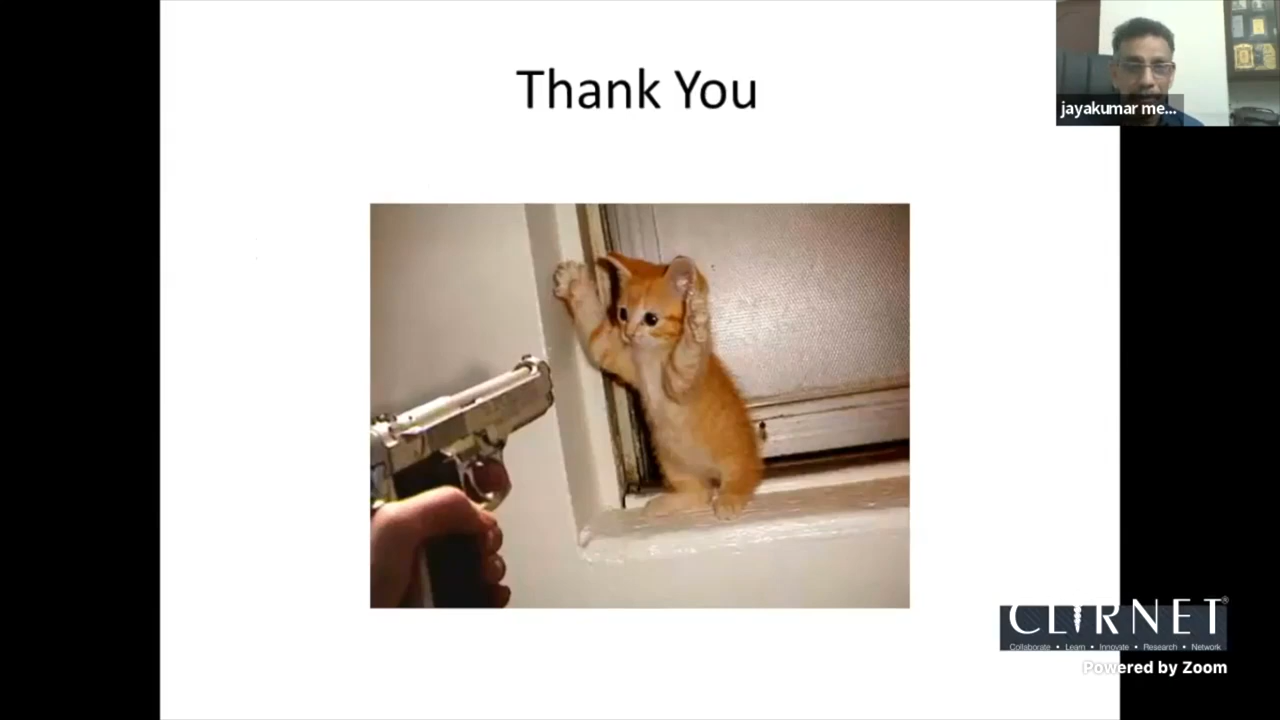 Thank You
jayakumar me...
CLIRNET®
Collaborate • Learn • Innovate • Research • Network
Powered by Zoom